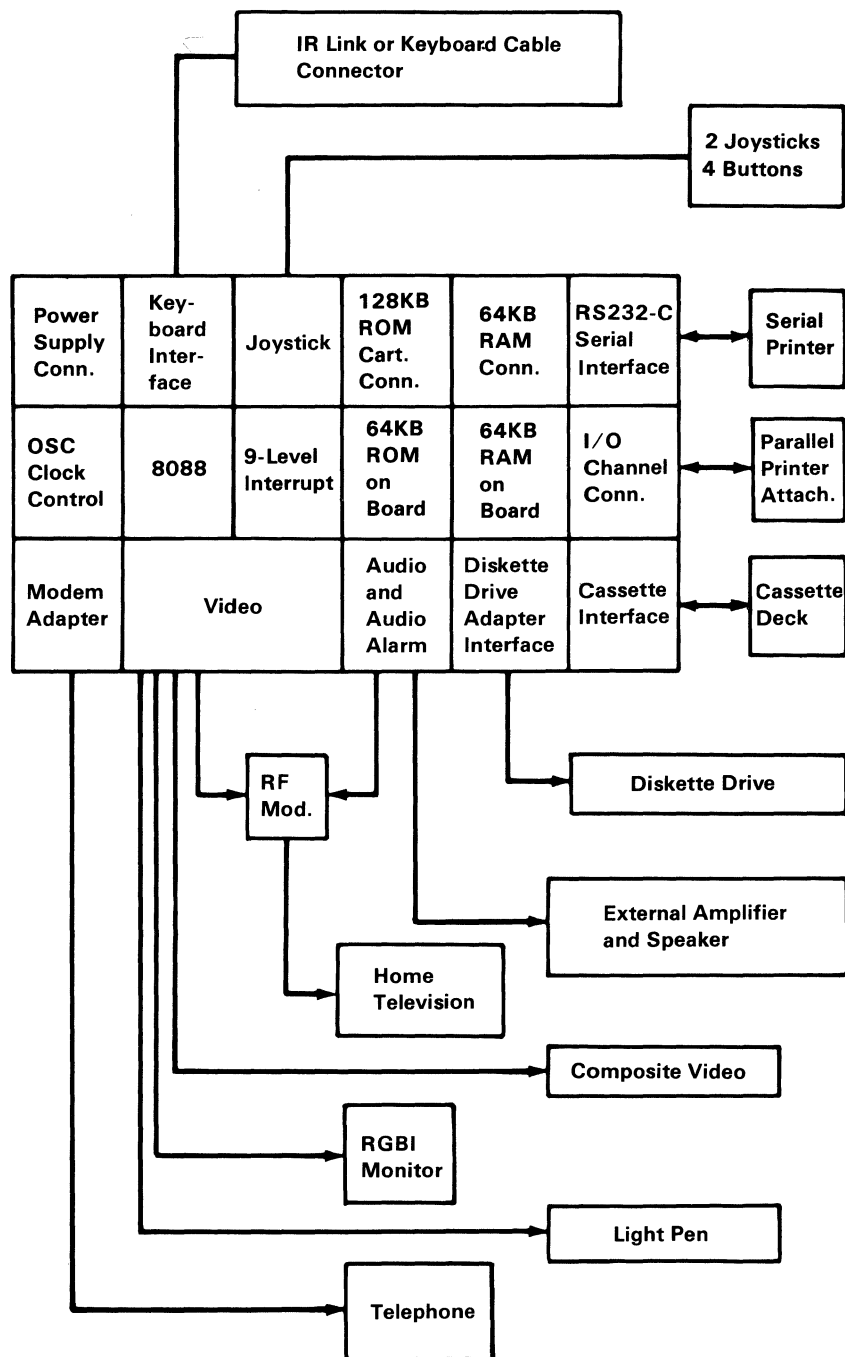 IR Link or Keyboard Cable
Connector
2 Joysticks
4 Buttons
Power
Supply
Conn.
Key-
board
Inter-
face
Joystick
128KB
ROM
Cart.
Conn.
64KB
RAM
Conn.
RS232-C
Serial
Interface
Serial
Printer
OSC
Clock
Control
8088
9-Level
Interrupt
64KB
ROM
on
Board
64KB
RAM
on
Board
I/O
Channel
Conn.
Parallel
Printer
Attach.
Modem
Adapter
Video
Audio
and
Audio
Alarm
Diskette
Drive
Adapter
Interface
Cassette
Interface
Cassette
Deck
RF
Mod.
Diskette Drive
External Amplifier
and Speaker
Home
Television
Composite Video
RGBI
Monitor
Light Pen
Telephone